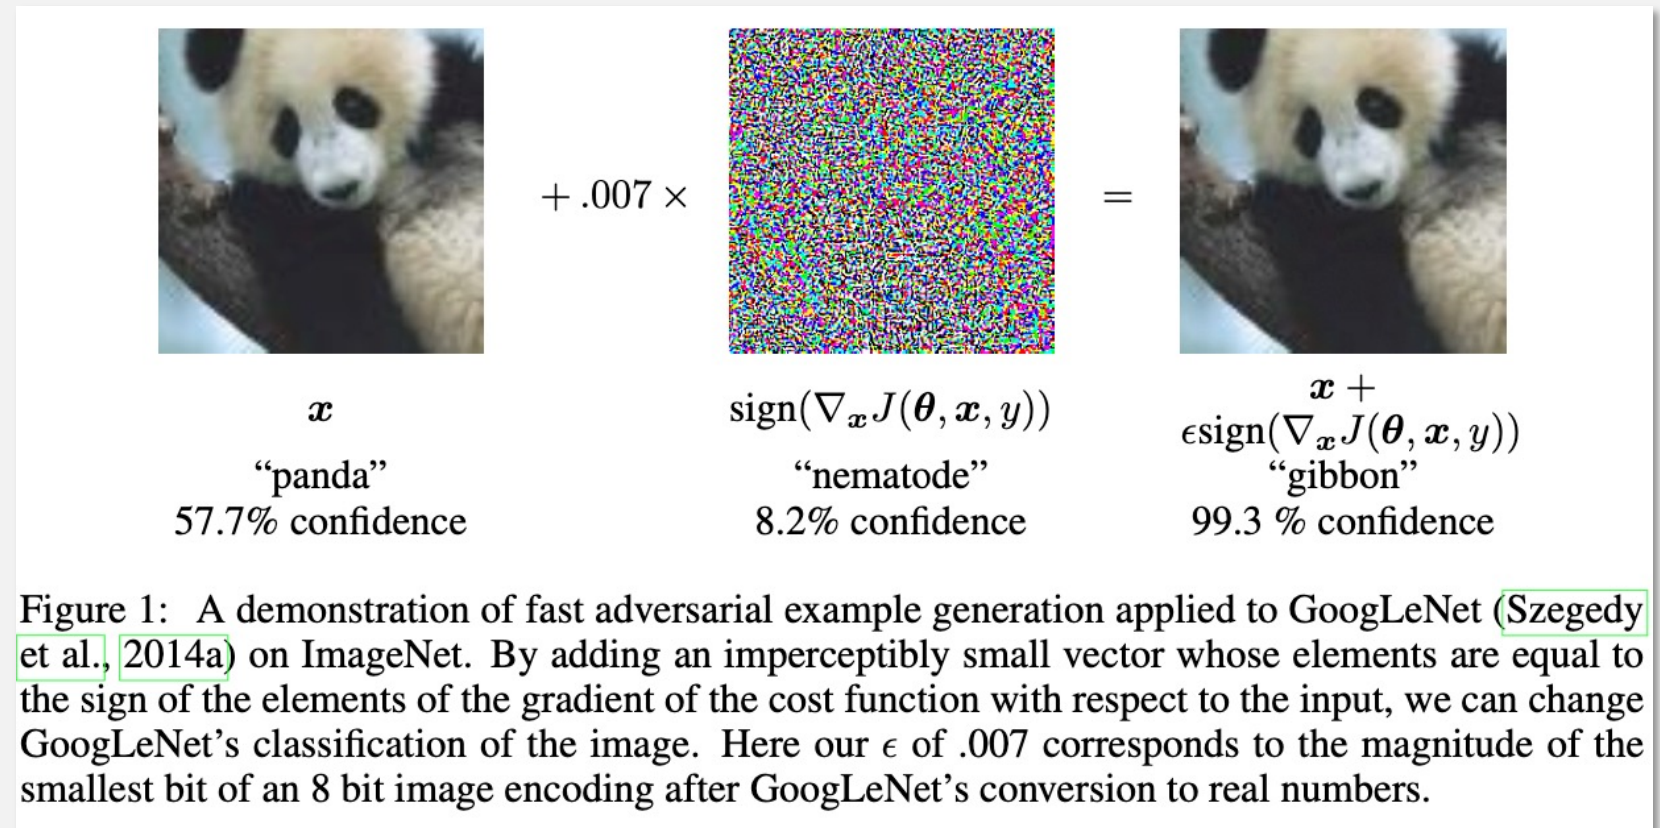 + .007 ×
=
x
sign(∇ₓJ(θ, x, y))
x +
ϵsign(∇ₓJ(θ, x, y))
“panda”
“nematode”
“gibbon”
57.7% confidence
8.2% confidence
99.3 % confidence
Figure 1: A demonstration of fast adversarial example generation applied to GoogLeNet (Szegedy
et al., 2014a) on ImageNet. By adding an imperceptibly small vector whose elements are equal to
the sign of the elements of the gradient of the cost function with respect to the input, we can change
GoogLeNet’s classification of the image. Here our ϵ of .007 corresponds to the magnitude of the
smallest bit of an 8 bit image encoding after GoogLeNet’s conversion to real numbers.